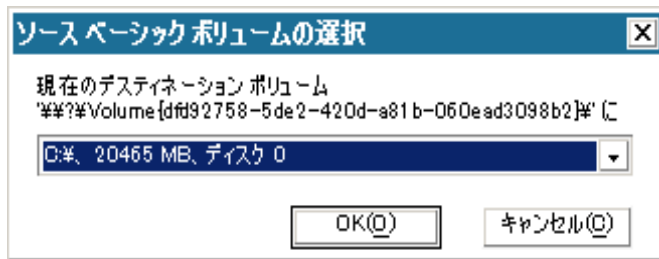 ソース ベーシック ボリュームの選択
現在のデスティネーション ボリューム
'¥¥?¥Volume{dfd92758-5de2-420d-a81b-060ead3098b2}¥' に
C:¥、 20465 MB、ディスク 0
OK(O)
キャンセル(C)